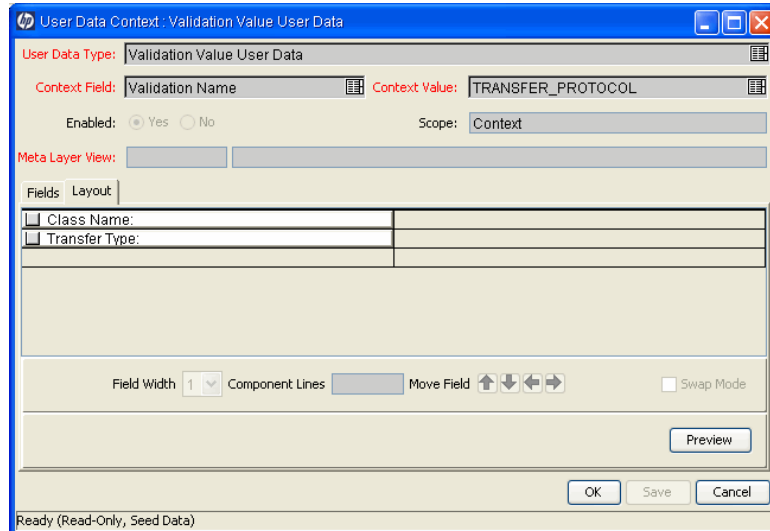 hp User Data Context : Validation Value User Data
User Data Type: Validation Value User Data
Context Field: Validation Name Context Value: TRANSFER_PROTOCOL
Enabled: Yes No Scope: Context
Meta Layer View:
Fields Layout
Class Name:
Transfer Type:
Field Width 1 Component Lines Move Field Swap Mode
Preview
OK Save Cancel
Ready (Read-Only, Seed Data)